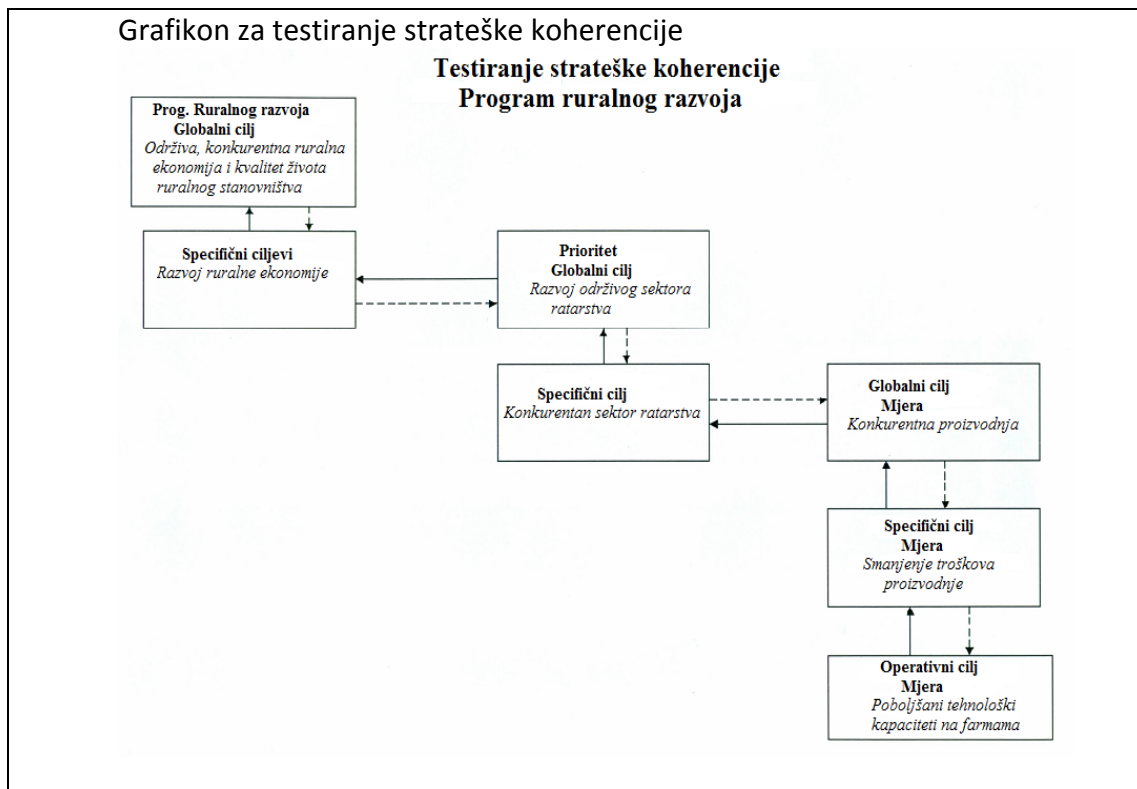 Grafikon za testiranje strateške koherencije
Testiranje strateške koherencije
Program ruralnog razvoja
Prog. Ruralnog razvoja
Globalni cilj
Održiva, konkurentna ruralna
ekonomija i kvalitet života
ruralnog stanovništva
Specifični ciljevi
Razvoj ruralne ekonomije
Prioritet
Globalni cilj
Razvoj održivog sektora
ratarstva
Specifični cilj
Konkurentan sektor ratarstva
Globalni cilj
Mjera
Konkurentna proizvodnja
Specifični cilj
Mjera
Smanjenje troškova
proizvodnje
Operativni cilj
Mjera
Poboljšani tehnološki
kapaciteti na farmama